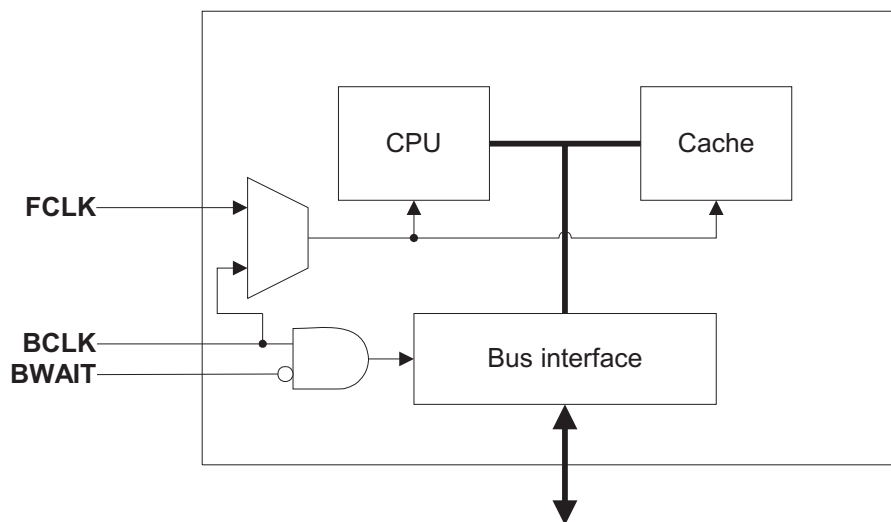 CPU
Cache
FCLK
BCLK
BWAIT
Bus interface